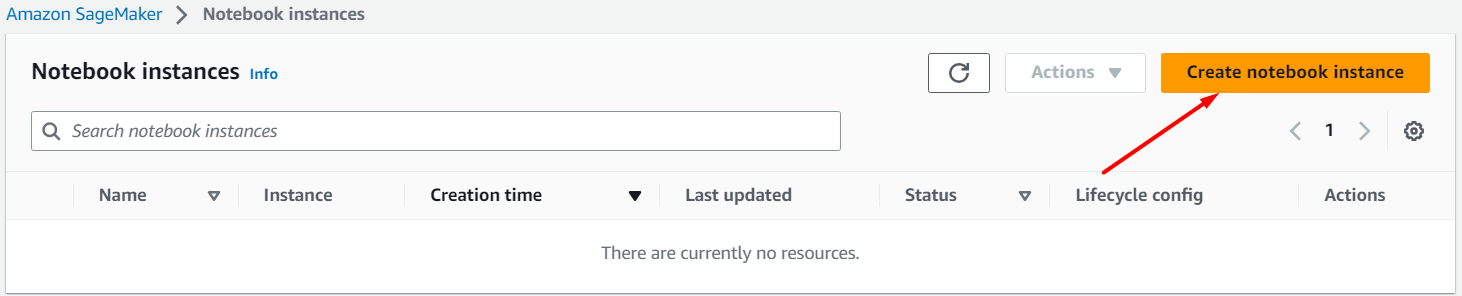 Amazon SageMaker > Notebook instances
Notebook instances Info
Actions
Create notebook instance
Search notebook instances
1
Name Instance Creation time Last updated Status Lifecycle config Actions
There are currently no resources.